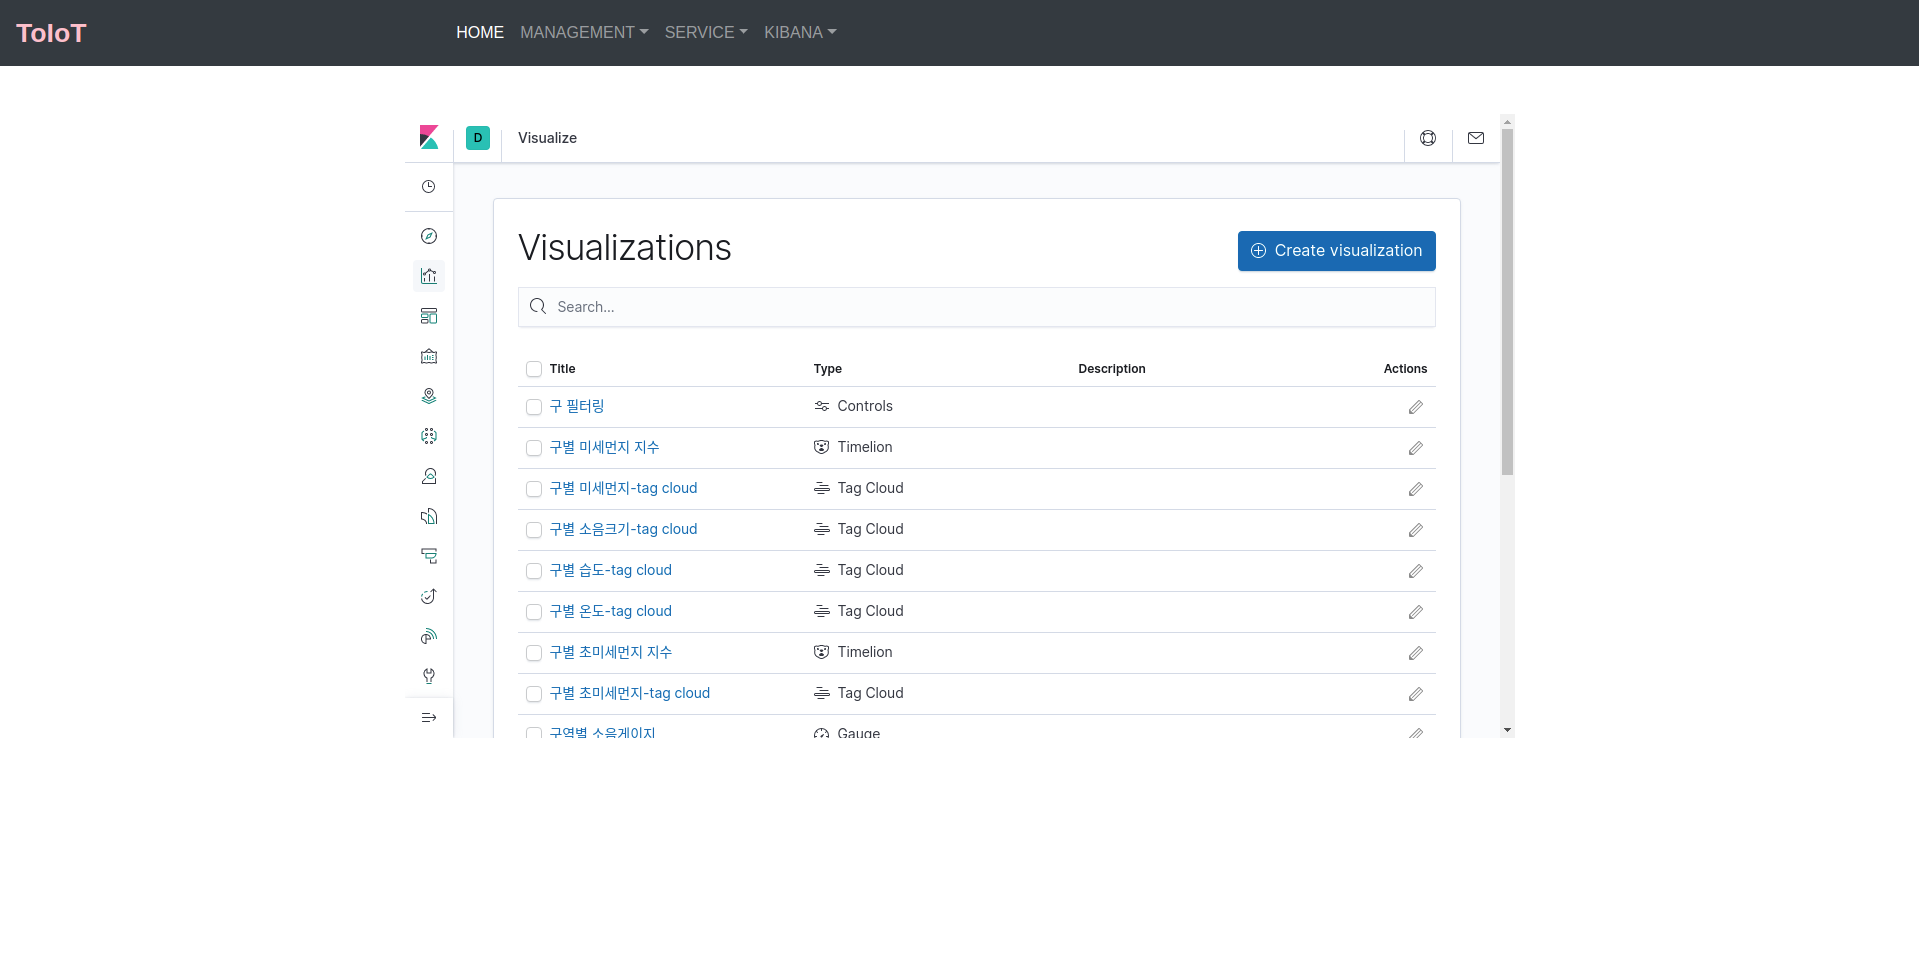 ToIoT HOME MANAGEMENT SERVICE KIBANA
D Visualize
Visualizations
Create visualization
Search...
Title Type Description Actions
구 필터링 Controls
구별 미세먼지 지수 Timelion
구별 미세먼지-tag cloud Tag Cloud
구별 소음크기-tag cloud Tag Cloud
구별 습도-tag cloud Tag Cloud
구별 온도-tag cloud Tag Cloud
구별 초미세먼지 지수 Timelion
구별 초미세먼지-tag cloud Tag Cloud
구역별 소음게이지 Gauge